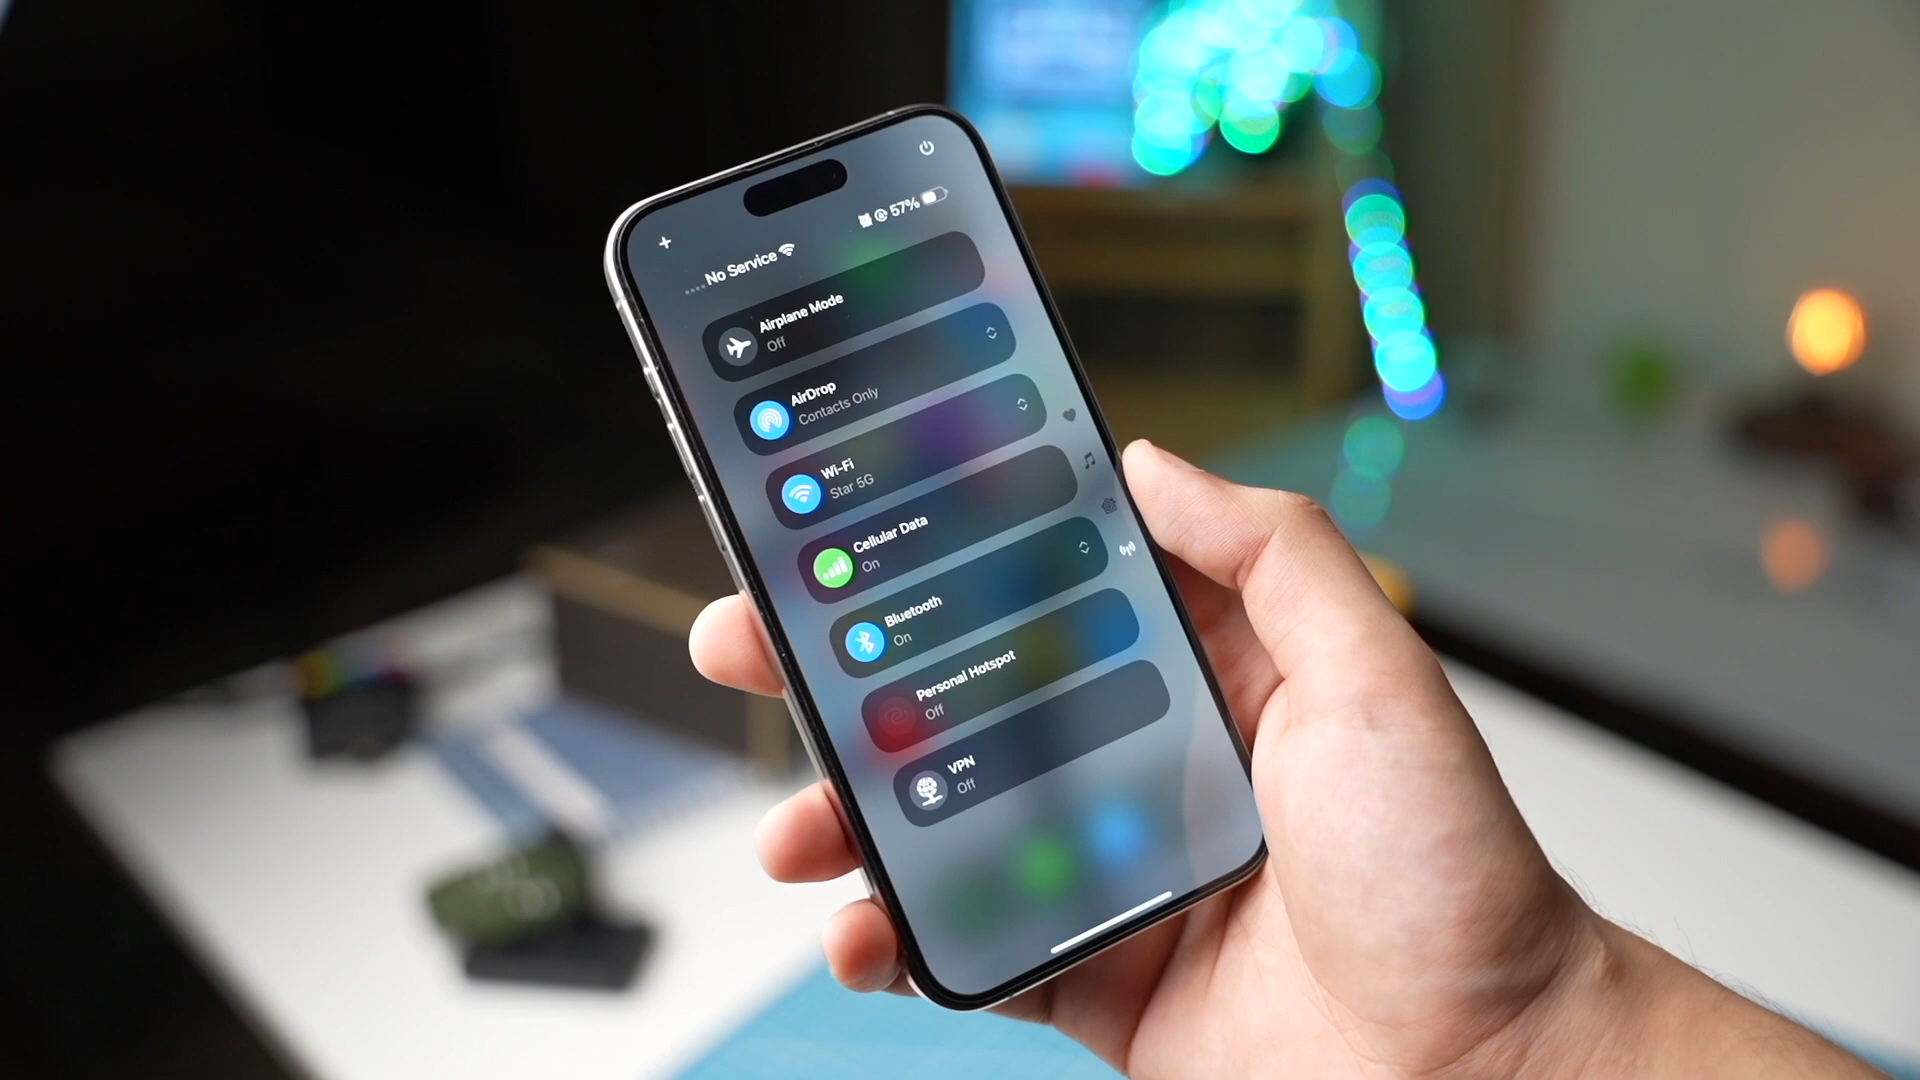 57%
No Service
Airplane Mode
Off
AirDrop
Contacts Only
Wi-Fi
Star 5G
Cellular Data
On
Bluetooth
On
Personal Hotspot
Off
VPN
Off